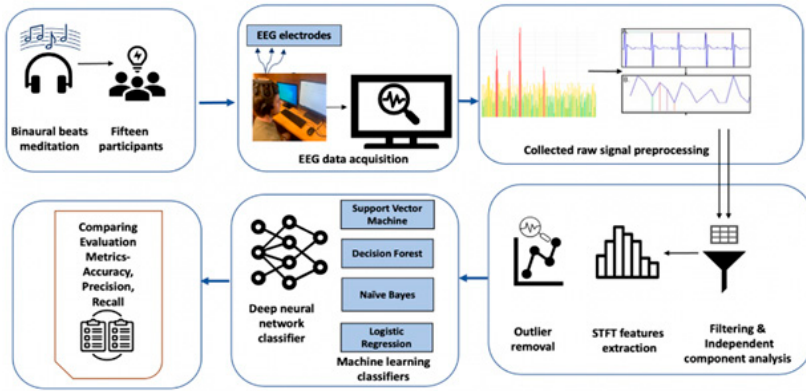 EEG electrodes
Binaural beats
meditation
Fifteen
participants
EEG data acquisition
Collected raw signal preprocessing
Comparing
Evaluation
Metrics-
Accuracy,
Precision,
Recall
Deep neural
network
classifier
Support Vector
Machine
Decision Forest
Naïve Bayes
Logistic
Regression
Machine learning
classifiers
Outlier
removal
STFT features
extraction
Filtering &
Independent
component analysis